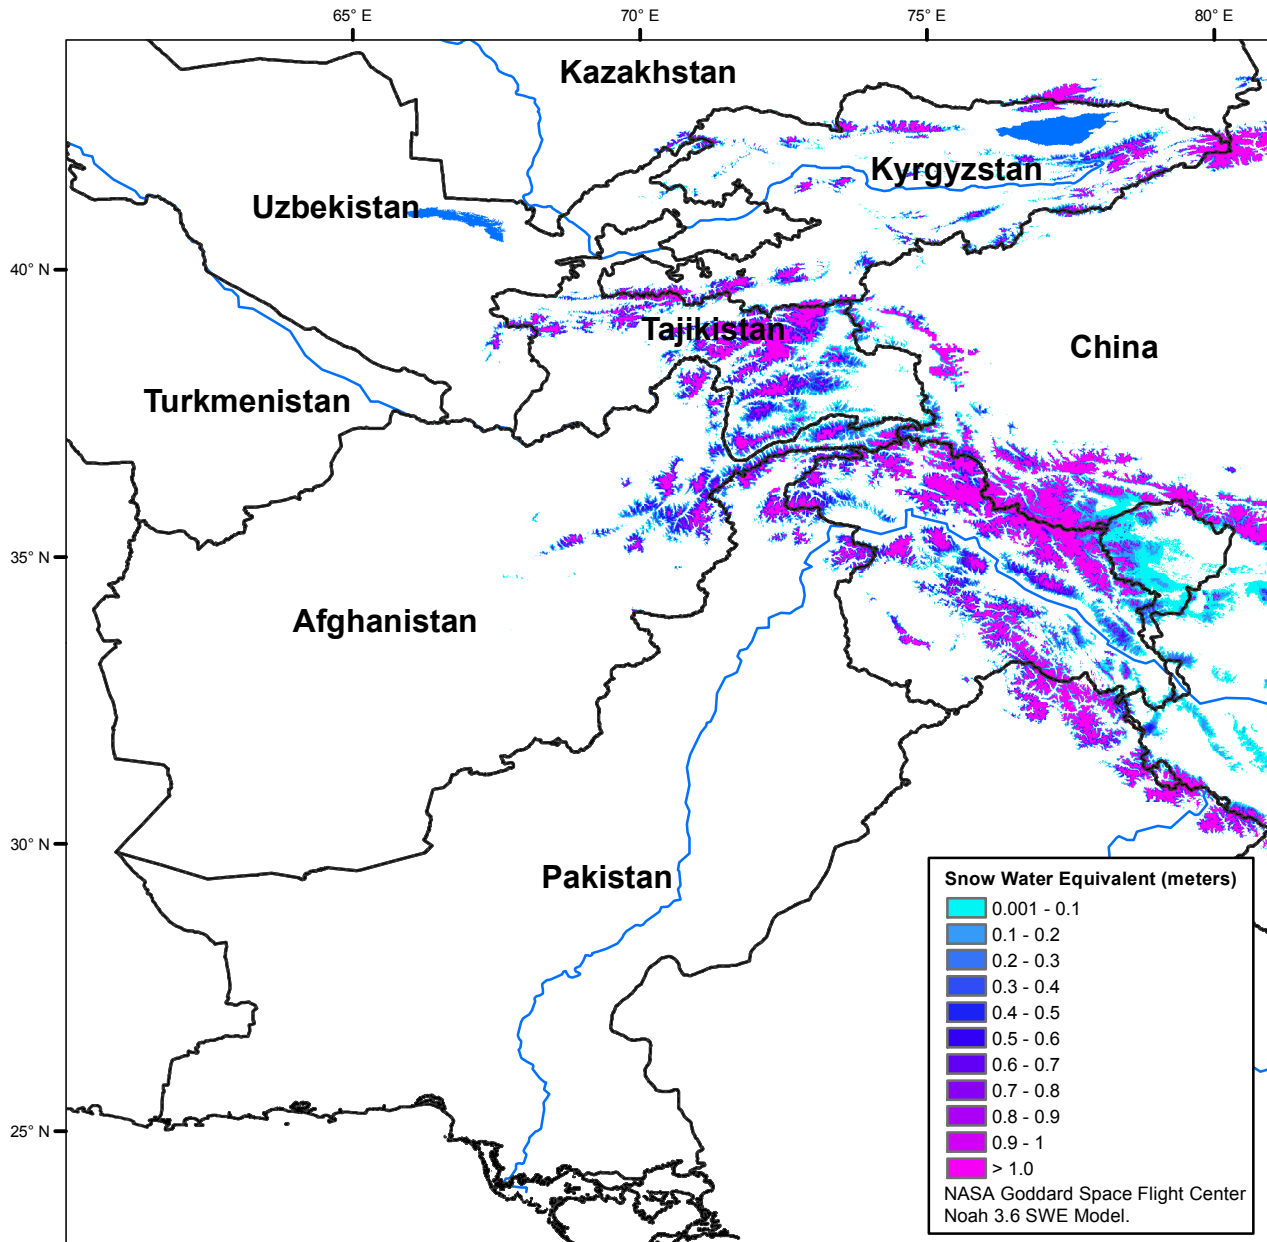 65° E
70° E
75° E
80° E
Kazakhstan
Kyrgyzstan
Uzbekistan
40° N
Tajikistan
China
Turkmenistan
35° N
Afghanistan
30° N
Pakistan
25° N
Snow Water Equivalent (meters)
0.001 - 0.1
0.1 - 0.2
0.2 - 0.3
0.3 - 0.4
0.4 - 0.5
0.5 - 0.6
0.6 - 0.7
0.7 - 0.8
0.8 - 0.9
0.9 - 1
> 1.0
NASA Goddard Space Flight Center
Noah 3.6 SWE Model.